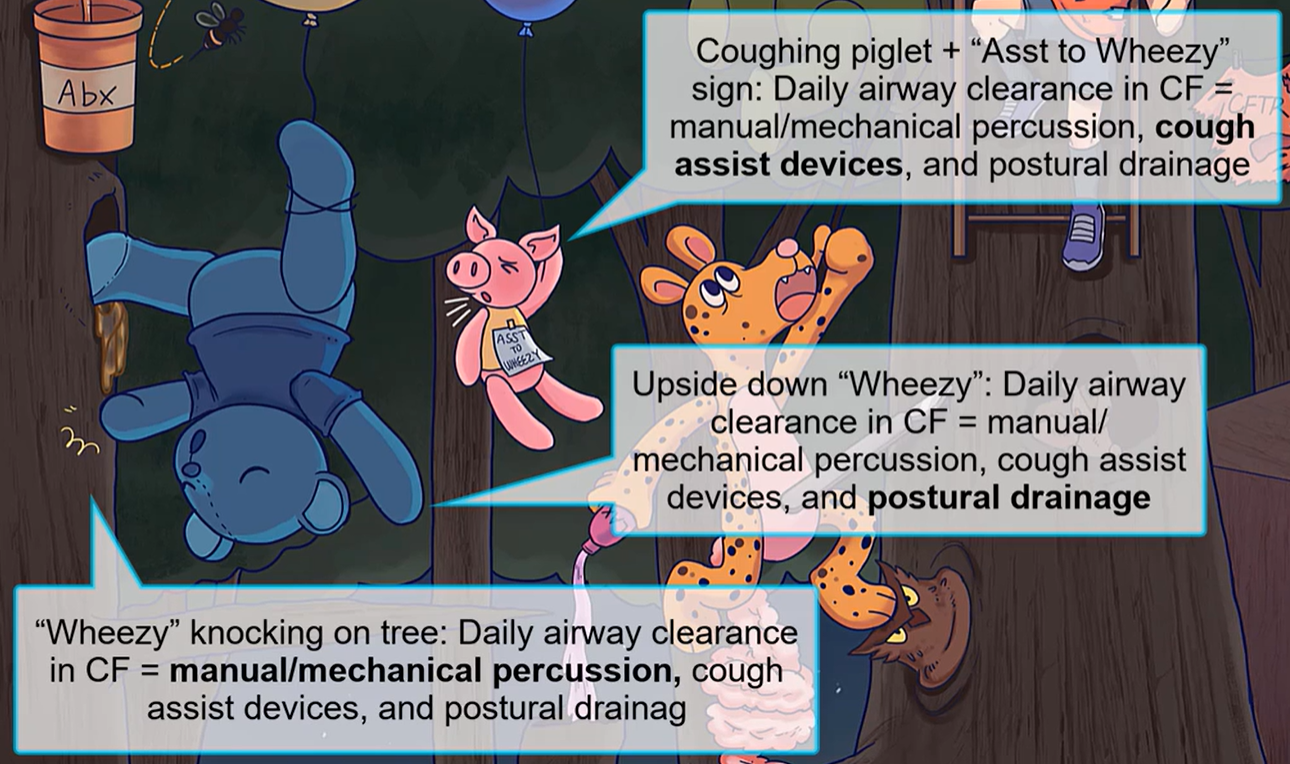 Abx
Coughing piglet + “Asst to Wheezy”
sign: Daily airway clearance in CF =
manual/mechanical percussion, cough
assist devices, and postural drainage
CFTR
ASST
TO
WHEEZY
Upside down “Wheezy”: Daily airway
clearance in CF = manual/
mechanical percussion, cough assist
devices, and postural drainage
“Wheezy” knocking on tree: Daily airway clearance
in CF = manual/mechanical percussion, cough
assist devices, and postural drainag